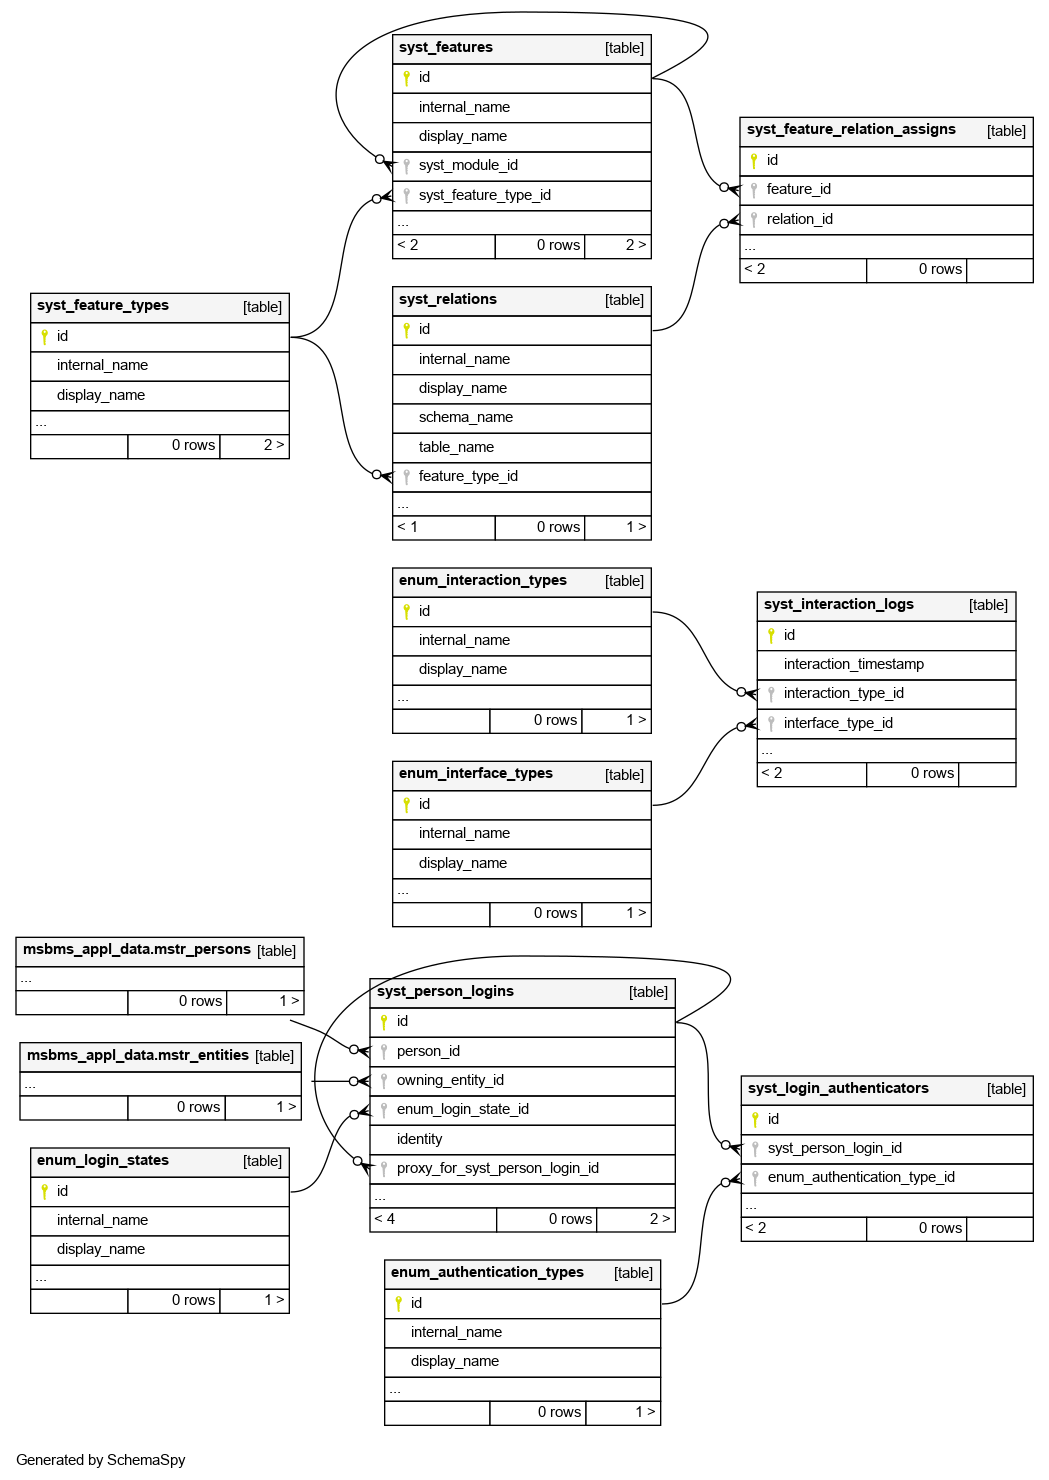 syst_features [table]
id
internal_name
display_name
syst_module_id
syst_feature_type_id
...
< 2 0 rows 2 >
syst_feature_relation_assigns [table]
id
feature_id
relation_id
...
< 2 0 rows
syst_feature_types [table]
id
internal_name
display_name
...
0 rows 2 >
syst_relations [table]
id
internal_name
display_name
schema_name
table_name
feature_type_id
...
< 1 0 rows 1 >
enum_interaction_types [table]
id
internal_name
display_name
...
0 rows 1 >
syst_interaction_logs [table]
id
interaction_timestamp
interaction_type_id
interface_type_id
...
< 2 0 rows
enum_interface_types [table]
id
internal_name
display_name
...
0 rows 1 >
msbms_appl_data.mstr_persons [table]
...
0 rows 1 >
msbms_appl_data.mstr_entities [table]
...
0 rows 1 >
enum_login_states [table]
id
internal_name
display_name
...
0 rows 1 >
syst_person_logins [table]
id
person_id
owning_entity_id
enum_login_state_id
identity
proxy_for_syst_person_login_id
...
< 4 0 rows 2 >
syst_login_authenticators [table]
id
syst_person_login_id
enum_authentication_type_id
...
< 2 0 rows
enum_authentication_types [table]
id
internal_name
display_name
...
0 rows 1 >
Generated by SchemaSpy